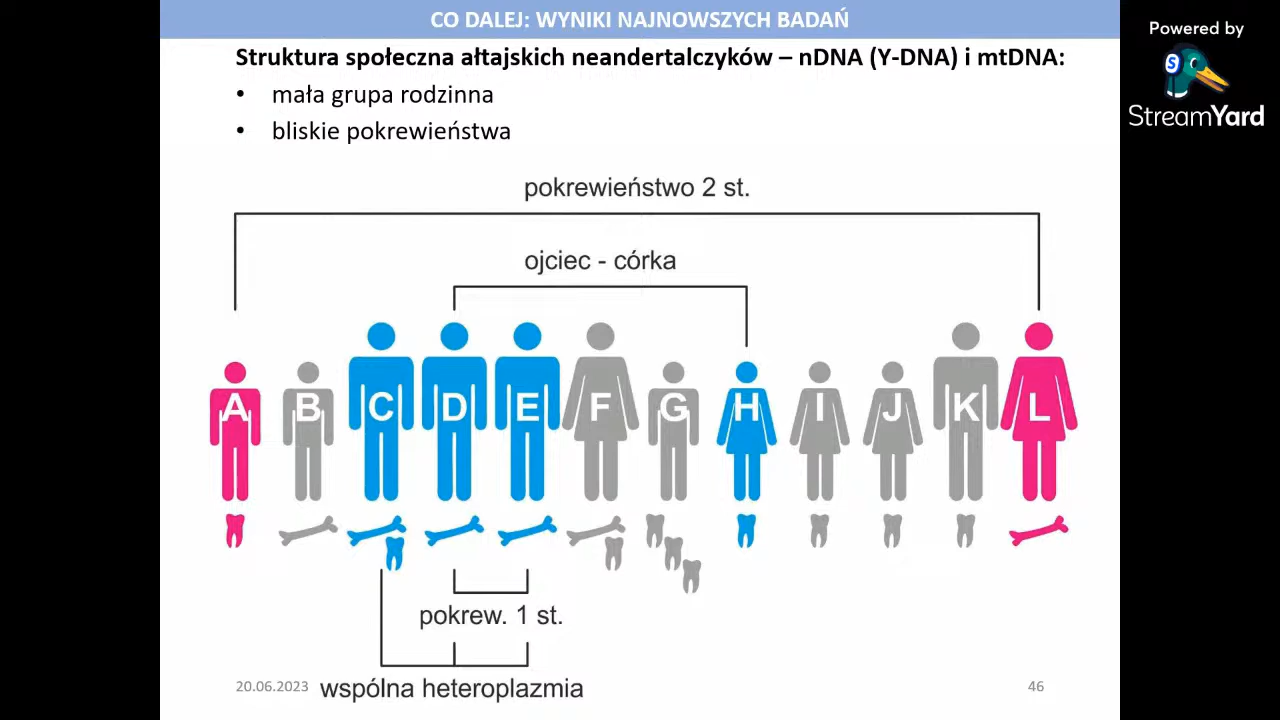 CO DALEJ: WYNIKI NAJNOWSZYCH BADAŃ
Powered by
StreamYard
Struktura społeczna ałtajskich neandertalczyków – nDNA (Y-DNA) i mtDNA:
• mała grupa rodzinna
• bliskie pokrewieństwa
pokrewieństwo 2 st.
ojciec - córka
A B C D E F G H I J K L
pokrew. 1 st.
wspólna heteroplazmia
20.06.2023
46